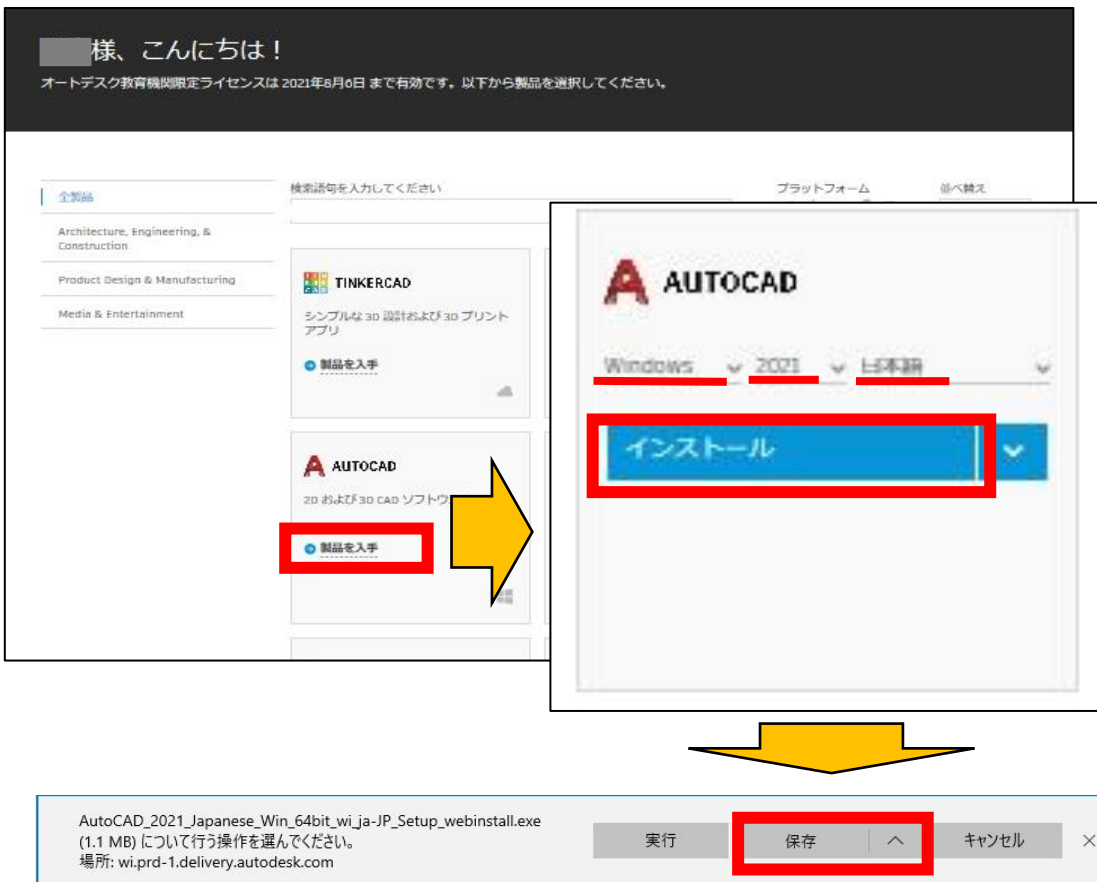 様、こんにちは！
オートデスク教育機関限定ライセンスは 2021年8月6日 まで有効です。以下から製品を選択してください。
全製品
Architecture, Engineering, &
Construction
Product Design & Manufacturing
Media & Entertainment
検索語句を入力してください
プラットフォーム
並べ替え
TINKERCAD
シンプルな 3D 設計および 3D プリント
アプリ
製品を入手
AUTOCAD
2D および 3D CAD ソフトウ
製品を入手
AUTOCAD
Windows 2021 日本語
インストール
AutoCAD_2021_Japanese_Win_64bit_wi_ja-JP_Setup_webinstall.exe
(1.1 MB) について行う操作を選んでください。
場所: wi.prd-1.delivery.autodesk.com
実行
保存
キャンセル